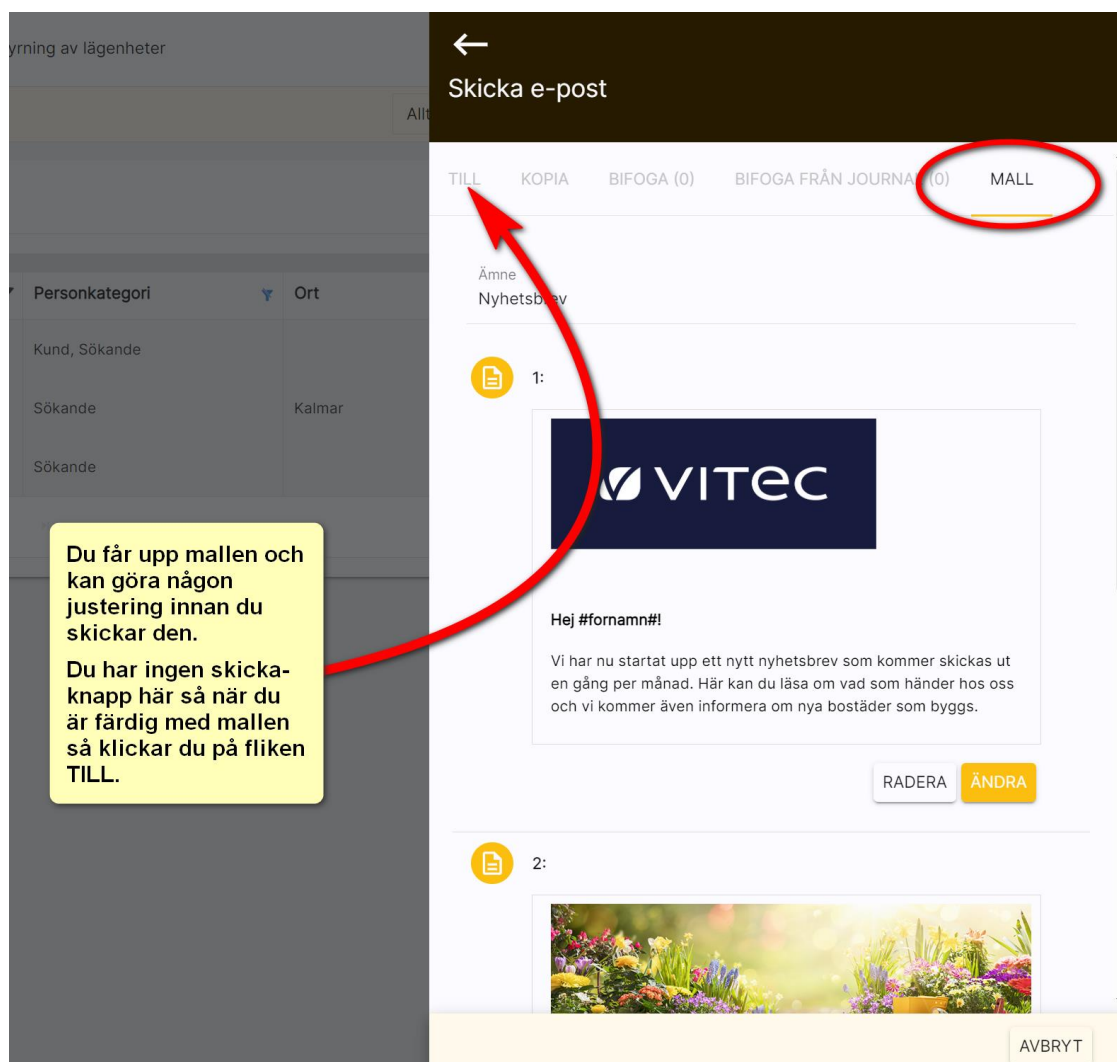 yrning av lägenheter
Allt
Personkategori
Ort
Kund, Sökande
Sökande
Kalmar
Sökande
Du får upp mallen och
kan göra någon
justering innan du
skickar den.
Du har ingen skicka-
knapp här så när du
är färdig med mallen
så klickar du på fliken
TILL.
Skicka e-post
TILL
KOPIA
BIFOGA (0)
BIFOGA FRÅN JOURNAL (0)
MALL
Ämne
Nyhetsbrev
1:
VITEC
Hej #fornamn#!
Vi har nu startat upp ett nytt nyhetsbrev som kommer skickas ut
en gång per månad. Här kan du läsa om vad som händer hos oss
och vi kommer även informera om nya bostäder som byggs.
RADERA
ÄNDRA
2:
AVBRYT